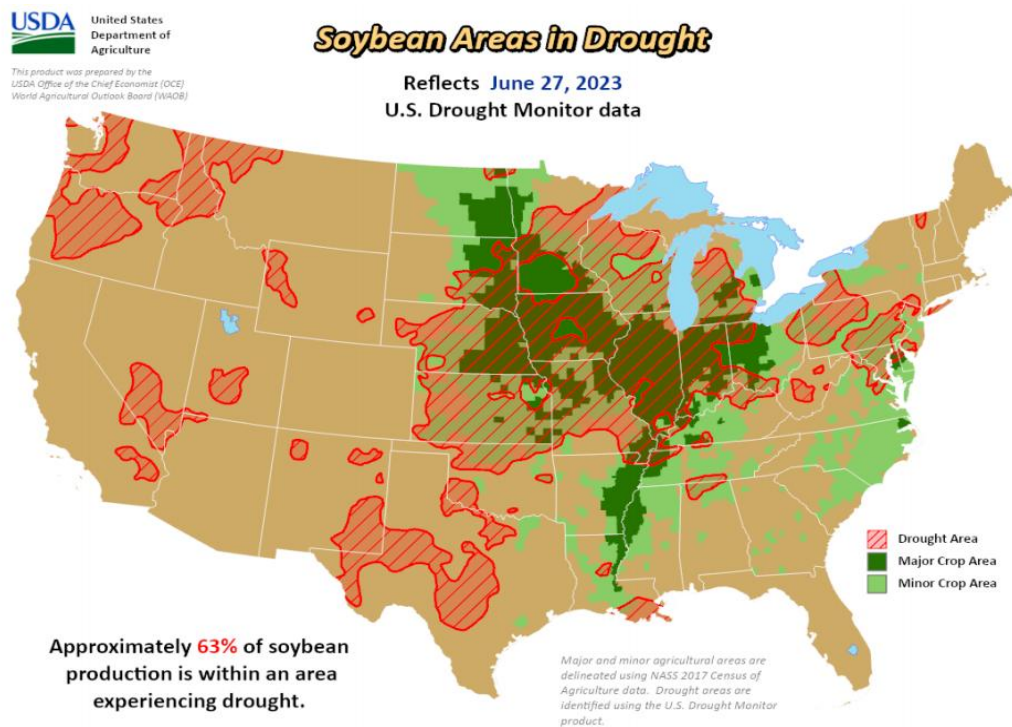 USDA
United States
Department of
Agriculture
This product was prepared by the
USDA Office of the Chief Economist (OCE)
World Agricultural Outlook Board (WAOB)
Soybean Areas in Drought
Reflects June 27, 2023
U.S. Drought Monitor data
Drought Area
Major Crop Area
Minor Crop Area
Approximately 63% of soybean
production is within an area
experiencing drought.
Major and minor agricultural areas are
delineated using NASS 2017 Census of
Agriculture data. Drought areas are
identified using the U.S. Drought Monitor
product.